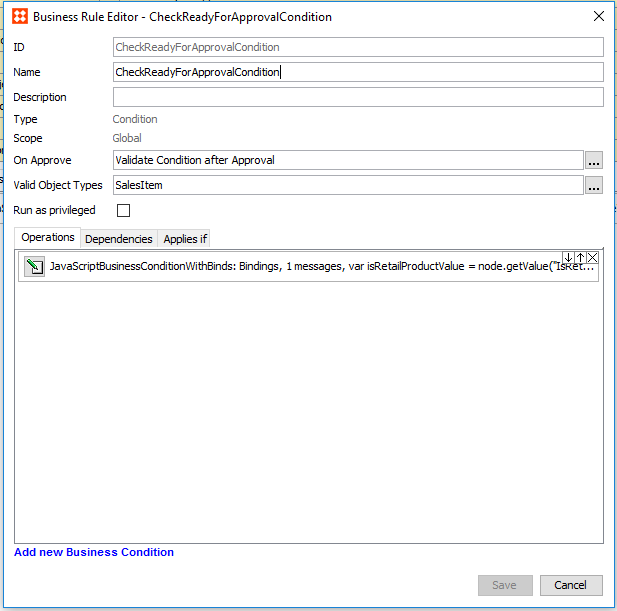 Business Rule Editor - CheckReadyForApprovalCondition
ID CheckReadyForApprovalCondition
Name CheckReadyForApprovalCondition
Description
Type Condition
Scope Global
On Approve Validate Condition after Approval ...
Valid Object Types SalesItem ...
Run as privileged
Operations Dependencies Applies if
JavaScriptBusinessConditionWithBinds: Bindings, 1 messages, var isRetailProductValue = node.getValue("IsRet...
Add new Business Condition
Save Cancel